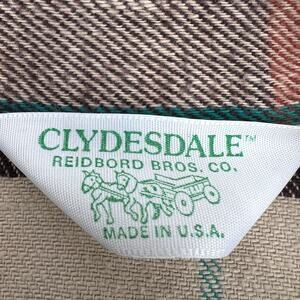 CLYDESDALE™
REIDBORD BROS. CO.
MADE IN U.S.A.